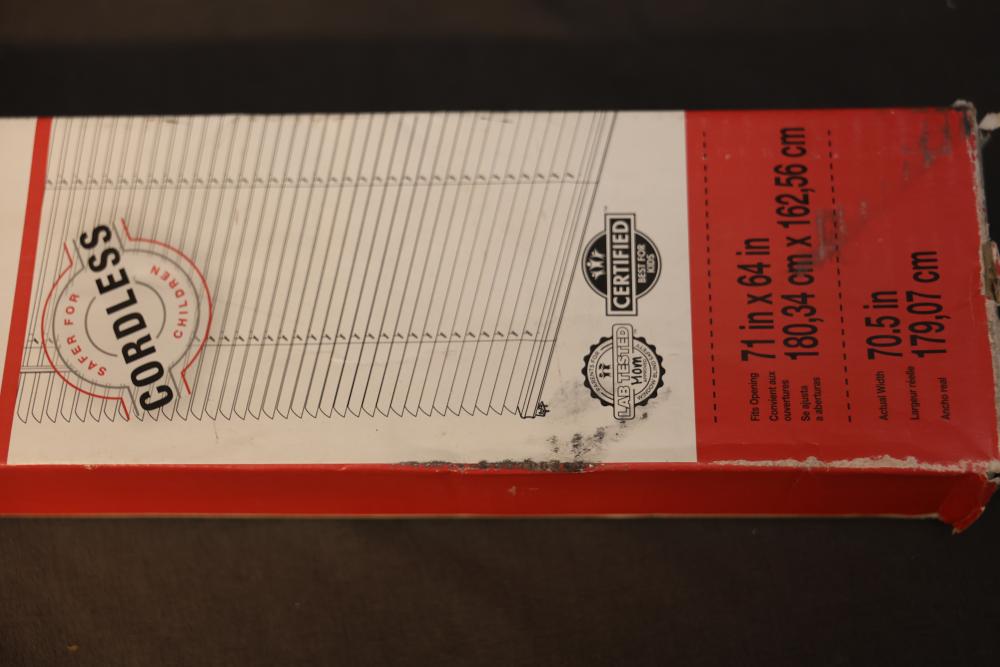 SAFER FOR
CORDLESS
CHILDREN
LAB TESTED
Mom
CERTIFIED
BEST FOR
KIDS
Fits Opening
Convient aux
ouvertures
Se ajusta
a aberturas
71 in x 64 in
180,34 cm x 162,56 cm
Actual Width
Largeur réelle
Ancho real
70.5 in
179,07 cm